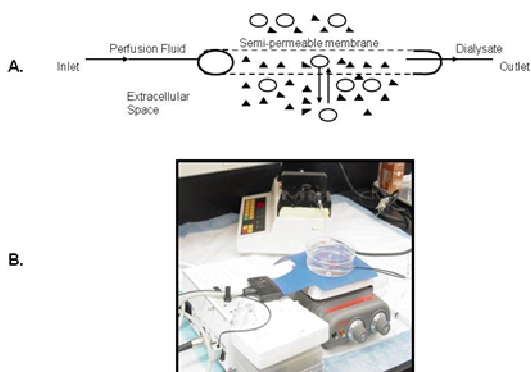 Semi-permeable membrane
Perfusion Fluid
Dialysate
A.
Inlet
Outlet
Extracellular
Space
B.